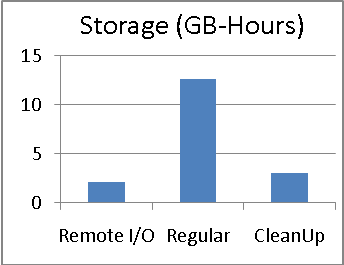 Storage (GB-Hours)
15
10
5
0
Remote I/O Regular CleanUp